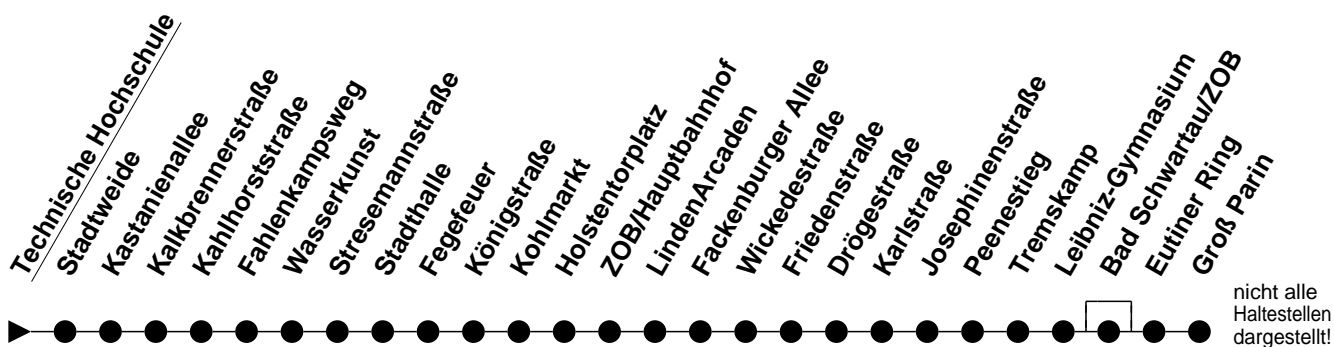 Technische Hochschule
Stadtweide
Kastanienallee
Kalkbrennerstraße
Kahlhorststraße
Fahlenkampsweg
Wasserkunst
Stresemannstraße
Stadthalle
Fegefeuer
Königstraße
Kohlmarkt
Holstentorplatz
ZOB/Hauptbahnhof
LindenArcaden
Fackenburger Allee
Wickedestraße
Friedenstraße
Drögestraße
Karlstraße
Josephinenstraße
Peenestieg
Tremskamp
Leibniz-Gymnasium
Bad Schwartau/ZOB
Eutiner Ring
Groß Parin
nicht alle
Haltestellen
dargestellt!